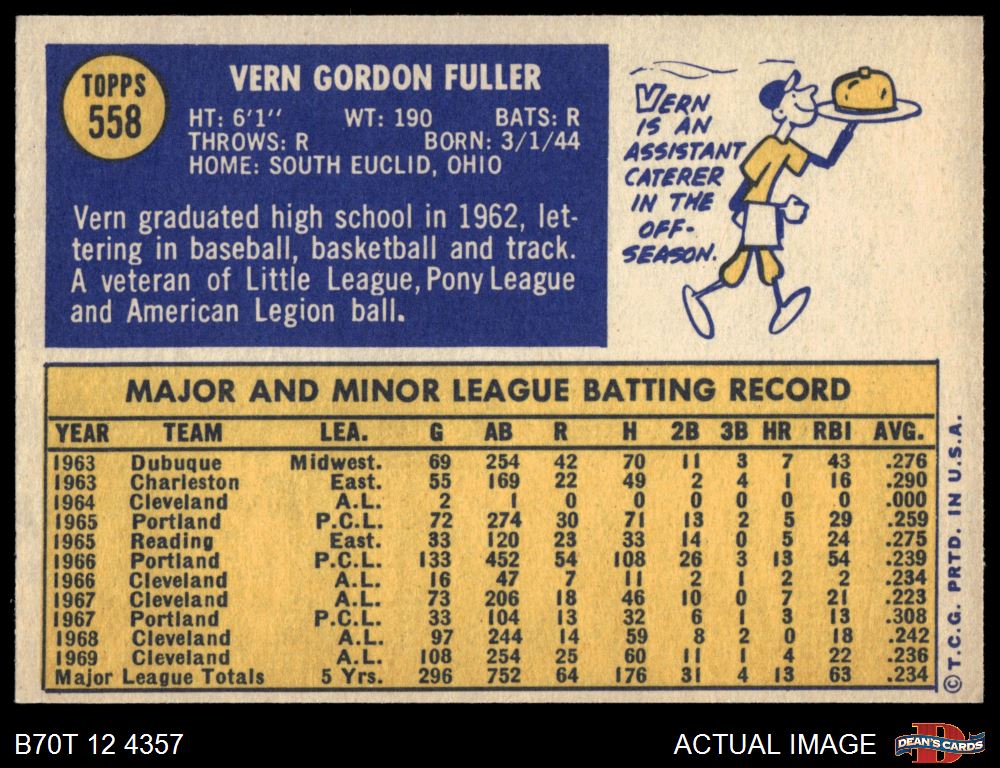 TOPPS
558
VERN GORDON FULLER
HT: 6'1" WT: 190 BATS: R
THROWS: R BORN: 3/1/44
HOME: SOUTH EUCLID, OHIO
Vern graduated high school in 1962, let-
tering in baseball, basketball and track.
A veteran of Little League, Pony League
and American Legion ball.
VERN
IS AN
ASSISTANT
CATERER
IN THE
OFF-
SEASON.
MAJOR AND MINOR LEAGUE BATTING RECORD
YEAR TEAM LEA. G AB R H 2B 3B HR RBI AVG.
1963 Dubuque Midwest. 69 254 42 70 11 3 7 43 .276
1963 Charleston East. 55 169 22 49 2 4 1 16 .290
1964 Cleveland A.L. 2 1 0 0 0 0 0 0 .000
1965 Portland P.C.L. 72 274 30 71 13 2 5 29 .259
1965 Reading East. 33 120 23 33 14 0 5 24 .275
1966 Portland P.C.L. 133 452 54 108 26 3 13 54 .239
1966 Cleveland A.L. 16 47 7 11 2 1 2 2 .234
1967 Cleveland A.L. 73 206 18 46 10 0 7 21 .223
1967 Portland P.C.L. 33 104 13 32 6 1 3 13 .308
1968 Cleveland A.L. 97 244 14 59 8 2 0 18 .242
1969 Cleveland A.L. 108 254 25 60 11 1 4 22 .236
Major League Totals 5 Yrs. 296 752 64 176 31 4 13 63 .234
©T.C.G. PRTD. IN U.S.A.
B70T 12 4357
ACTUAL IMAGE
DEAN'S CARDS